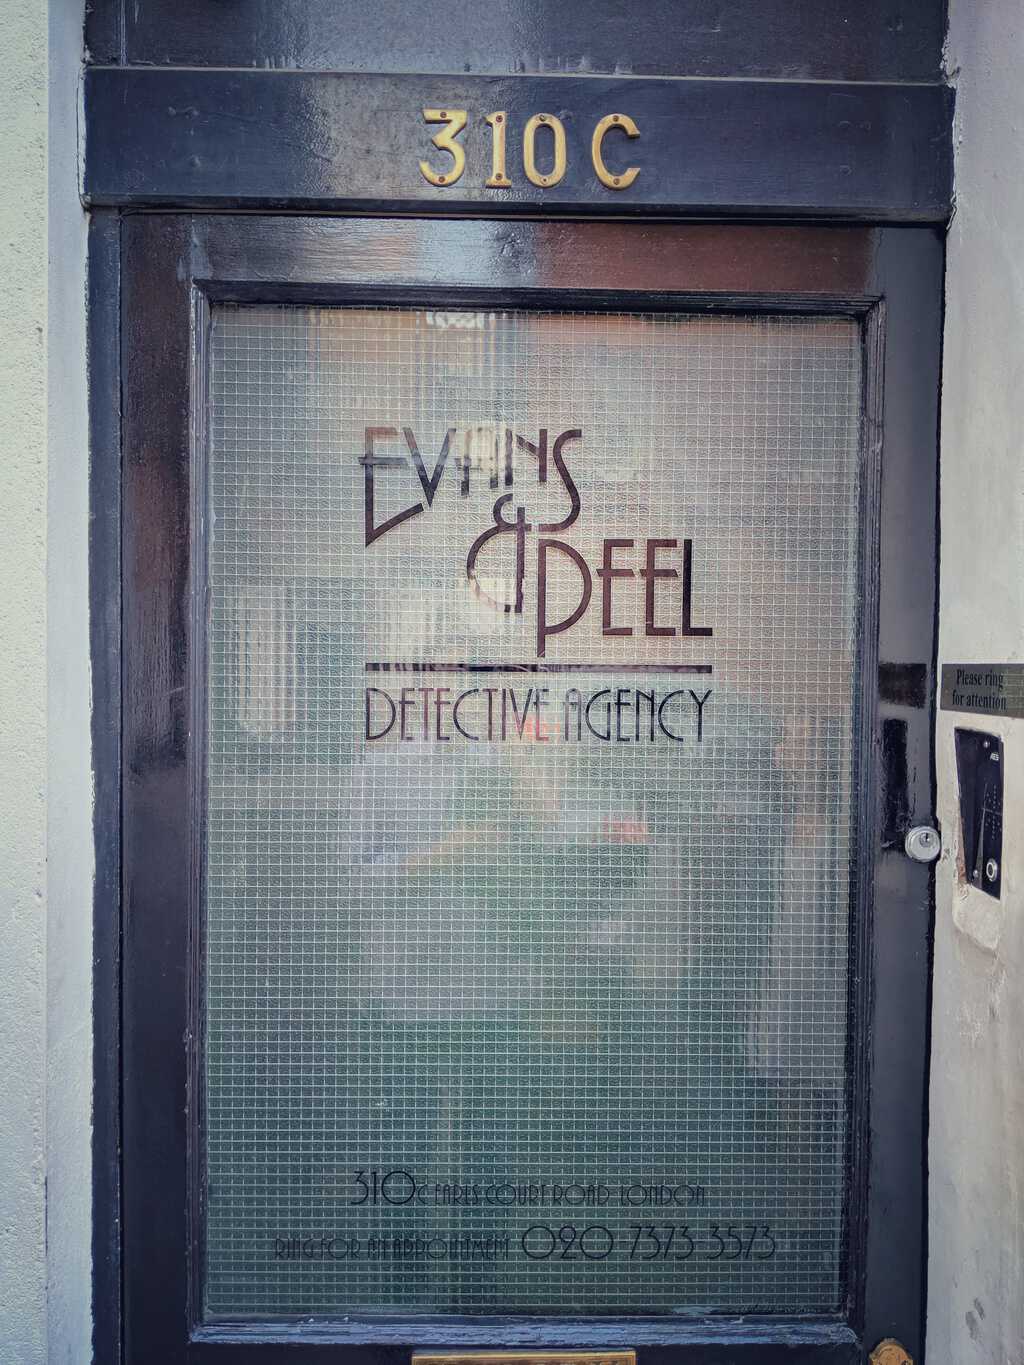 310 C
EVANS
&
PEEL
DETECTIVE AGENCY
Please ring
for attention
310C EARLS COURT ROAD LONDON
RING FOR AN APPOINTMENT 020-7373-3573